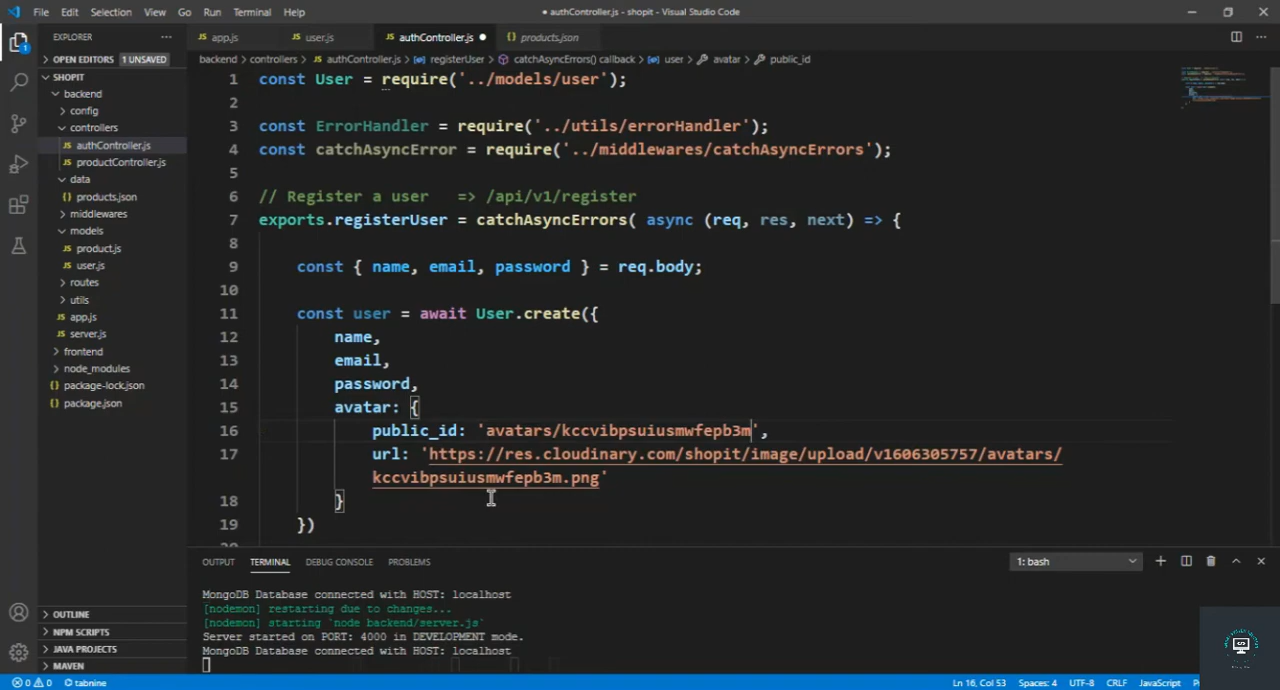 File Edit Selection View Go Run Terminal Help
● authController.js - shopit - Visual Studio Code
EXPLORER
OPEN EDITORS 1 UNSAVED
SHOPIT
backend
config
controllers
authController.js
productController.js
data
products.json
middlewares
models
product.js
user.js
routes
utils
app.js
server.js
frontend
node_modules
package-lock.json
package.json
OUTLINE
NPM SCRIPTS
JAVA PROJECTS
MAVEN
app.js user.js authController.js ● products.json
backend > controllers > authController.js > registerUser > catchAsyncErrors() callback > user > avatar > public_id
1 const User = require('../models/user');
2
3 const ErrorHandler = require('../utils/errorHandler');
4 const catchAsyncError = require('../middlewares/catchAsyncErrors');
5
6 // Register a user => /api/v1/register
7 exports.registerUser = catchAsyncErrors( async (req, res, next) => {
8
9 const { name, email, password } = req.body;
10
11 const user = await User.create({
12 name,
13 email,
14 password,
15 avatar: {
16 public_id: 'avatars/kccvibpsuiusmwfepb3m',
17 url: 'https://res.cloudinary.com/shopit/image/upload/v1606305757/avatars/
kccvibpsuiusmwfepb3m.png'
18 }
19 })
OUTPUT TERMINAL DEBUG CONSOLE PROBLEMS
1: bash
MongoDB Database connected with HOST: localhost
[nodemon] restarting due to changes...
[nodemon] starting `node backend/server.js`
Server started on PORT: 4000 in DEVELOPMENT mode.
MongoDB Database connected with HOST: localhost
0 0 tabnine
Ln 16, Col 53 Spaces: 4 UTF-8 CRLF JavaScript